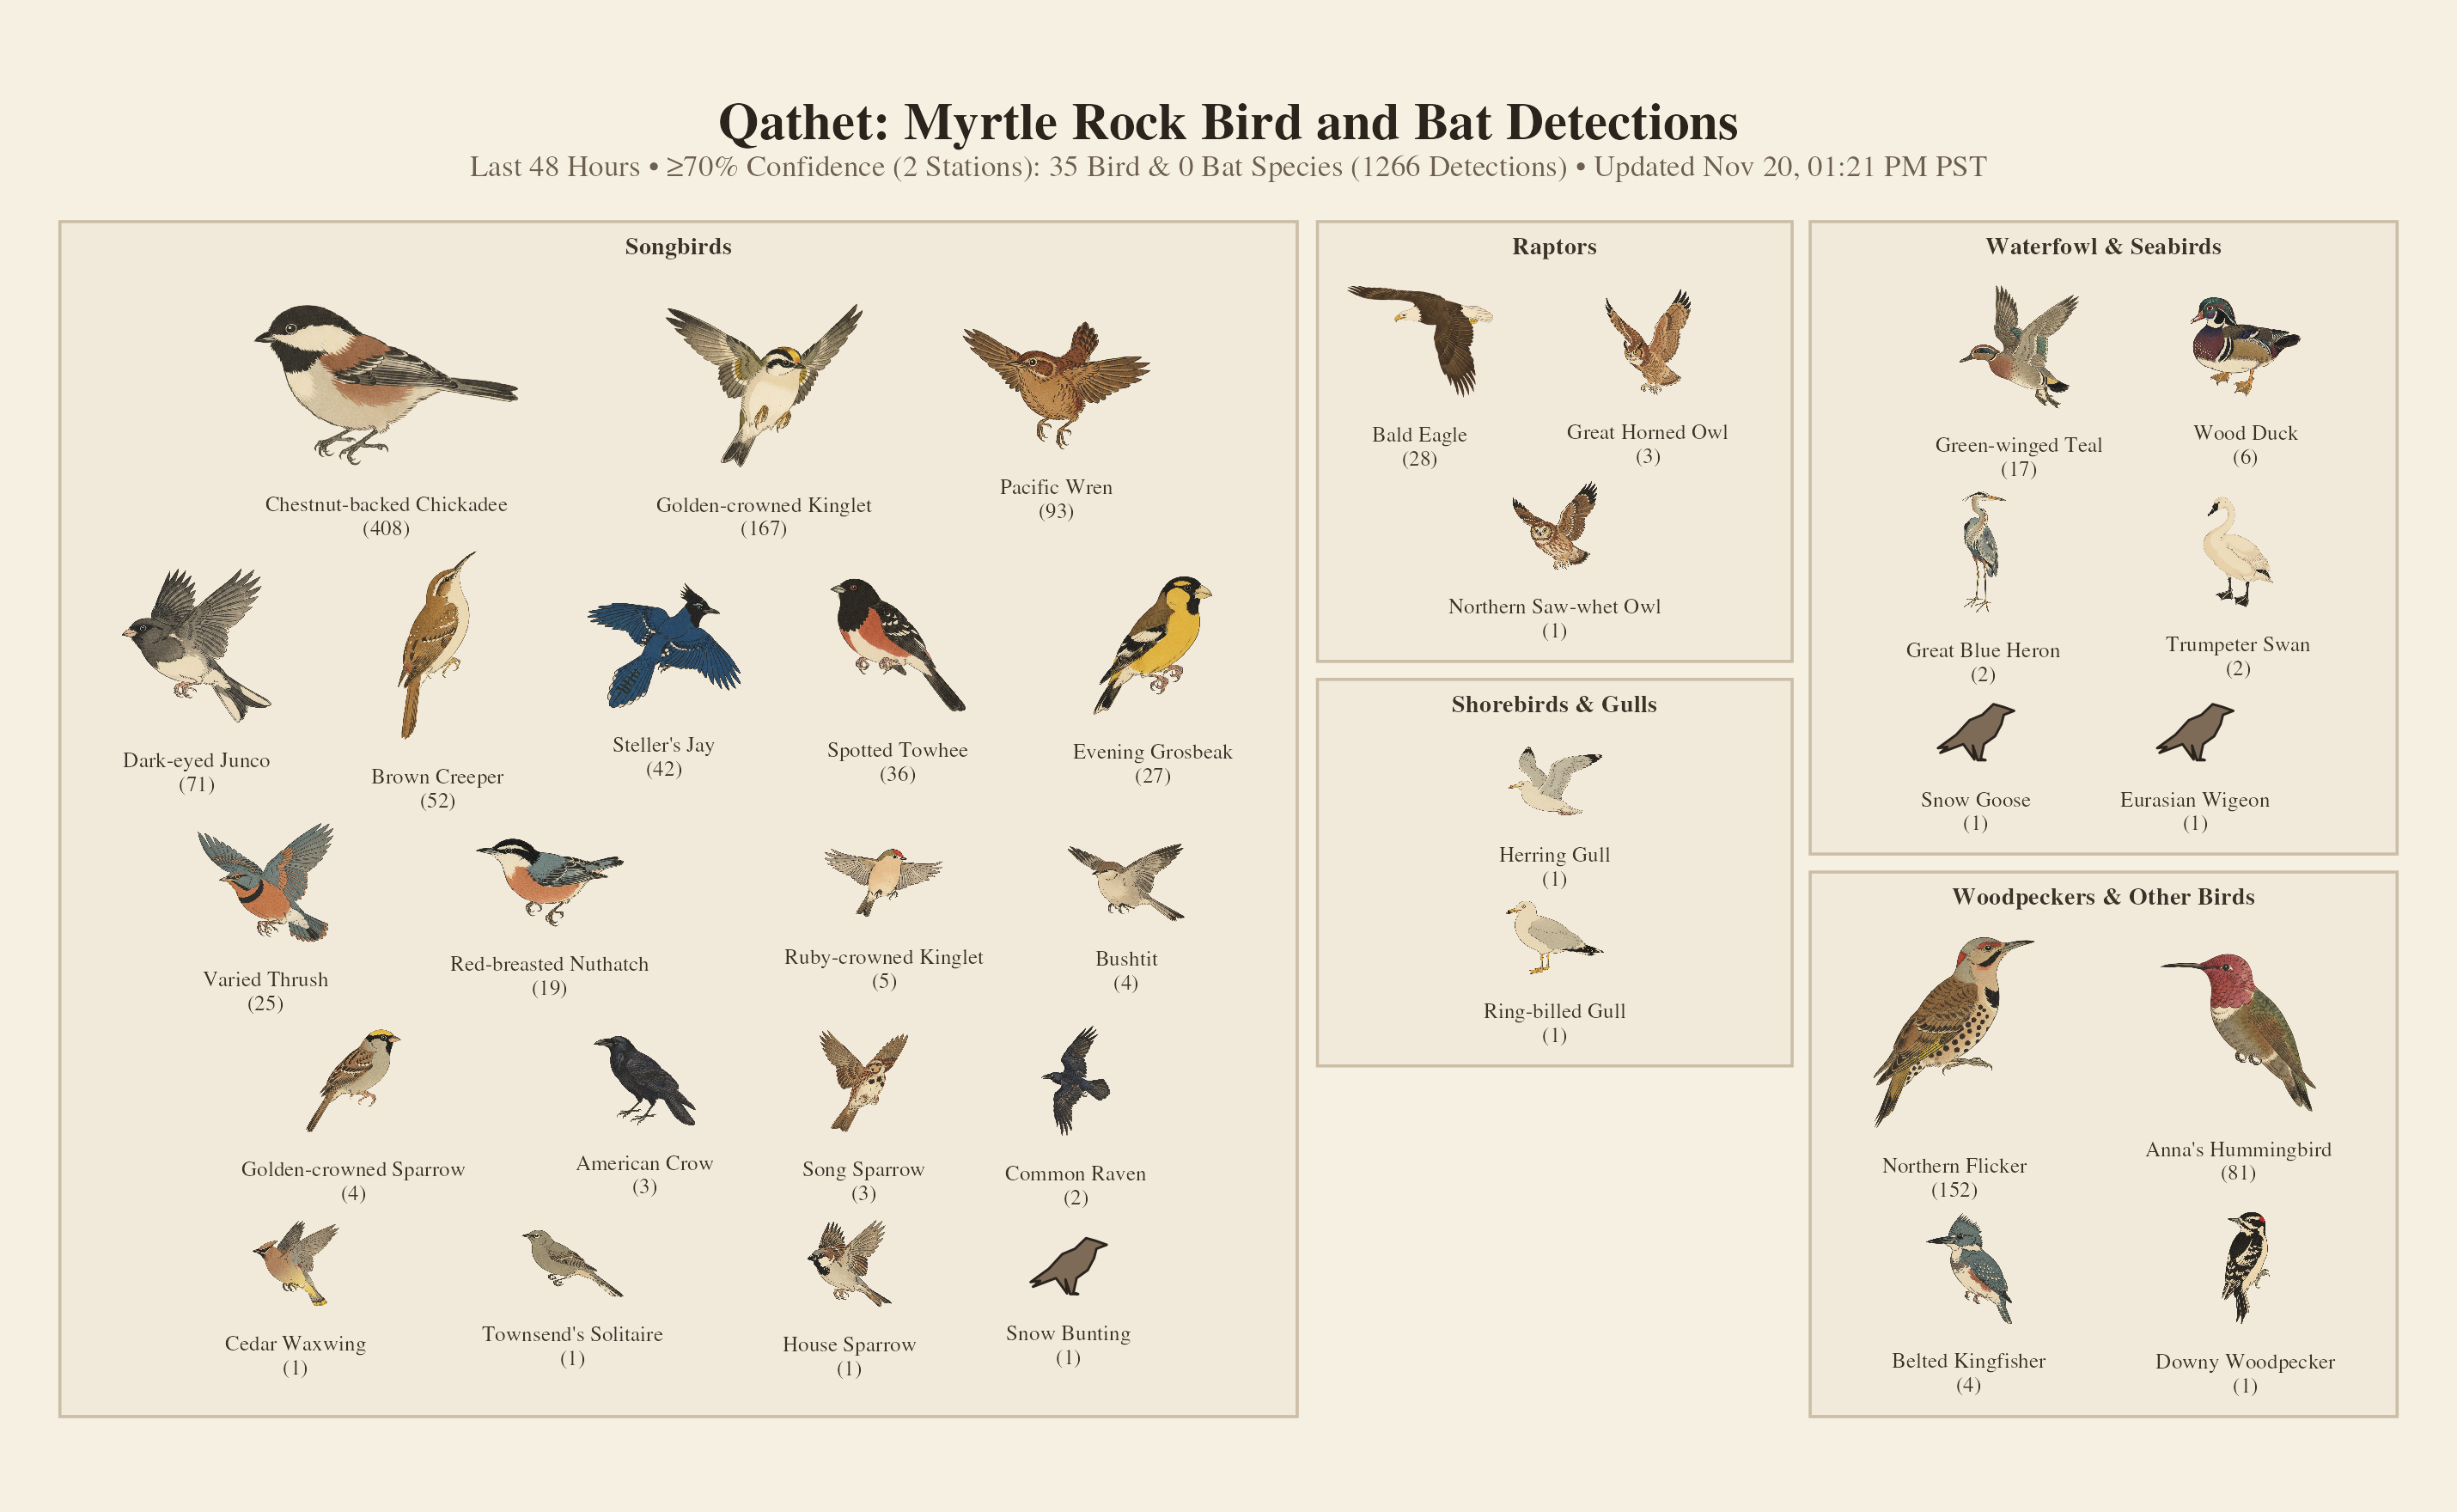 Qathet: Myrtle Rock Bird and Bat Detections
Last 48 Hours • ≥70% Confidence (2 Stations): 35 Bird & 0 Bat Species (1266 Detections) • Updated Nov 20, 01:21 PM PST
Songbirds
Chestnut-backed Chickadee
(408)
Golden-crowned Kinglet
(167)
Pacific Wren
(93)
Dark-eyed Junco
(71)
Brown Creeper
(52)
Steller's Jay
(42)
Spotted Towhee
(36)
Evening Grosbeak
(27)
Varied Thrush
(25)
Red-breasted Nuthatch
(19)
Ruby-crowned Kinglet
(5)
Bushtit
(4)
Golden-crowned Sparrow
(4)
American Crow
(3)
Song Sparrow
(3)
Common Raven
(2)
Cedar Waxwing
(1)
Townsend's Solitaire
(1)
House Sparrow
(1)
Snow Bunting
(1)
Raptors
Bald Eagle
(28)
Great Horned Owl
(3)
Northern Saw-whet Owl
(1)
Shorebirds & Gulls
Herring Gull
(1)
Ring-billed Gull
(1)
Waterfowl & Seabirds
Green-winged Teal
(17)
Wood Duck
(6)
Great Blue Heron
(2)
Trumpeter Swan
(2)
Snow Goose
(1)
Eurasian Wigeon
(1)
Woodpeckers & Other Birds
Northern Flicker
(152)
Anna's Hummingbird
(81)
Belted Kingfisher
(4)
Downy Woodpecker
(1)